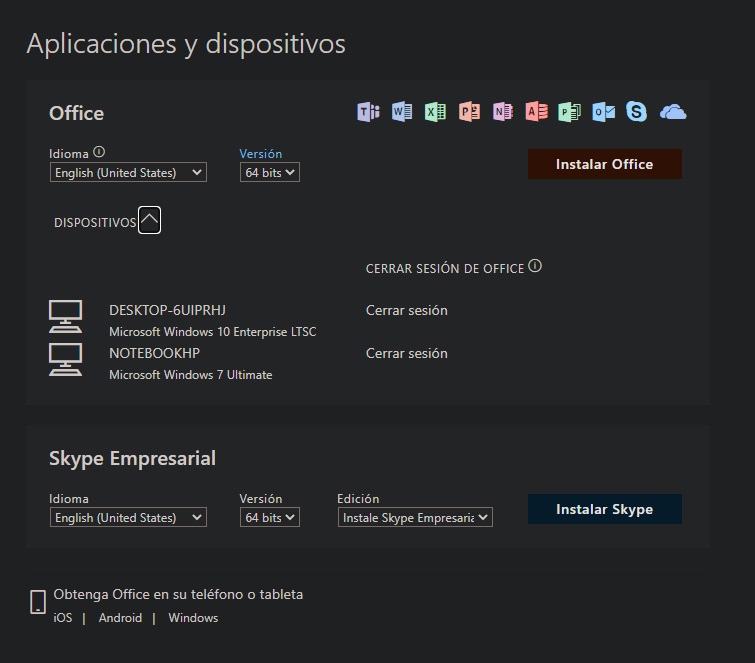 Aplicaciones y dispositivos
Office
Idioma
Versión
English (United States)
64 bits
Instalar Office
DISPOSITIVOS
CERRAR SESIÓN DE OFFICE
DESKTOP-6UIPRHJ
Cerrar sesión
Microsoft Windows 10 Enterprise LTSC
NOTEBOOKHP
Cerrar sesión
Microsoft Windows 7 Ultimate
Skype Empresarial
Idioma
Versión
Edición
English (United States)
64 bits
Instale Skype Empresaria
Instalar Skype
Obtenga Office en su teléfono o tableta
iOS | Android | Windows